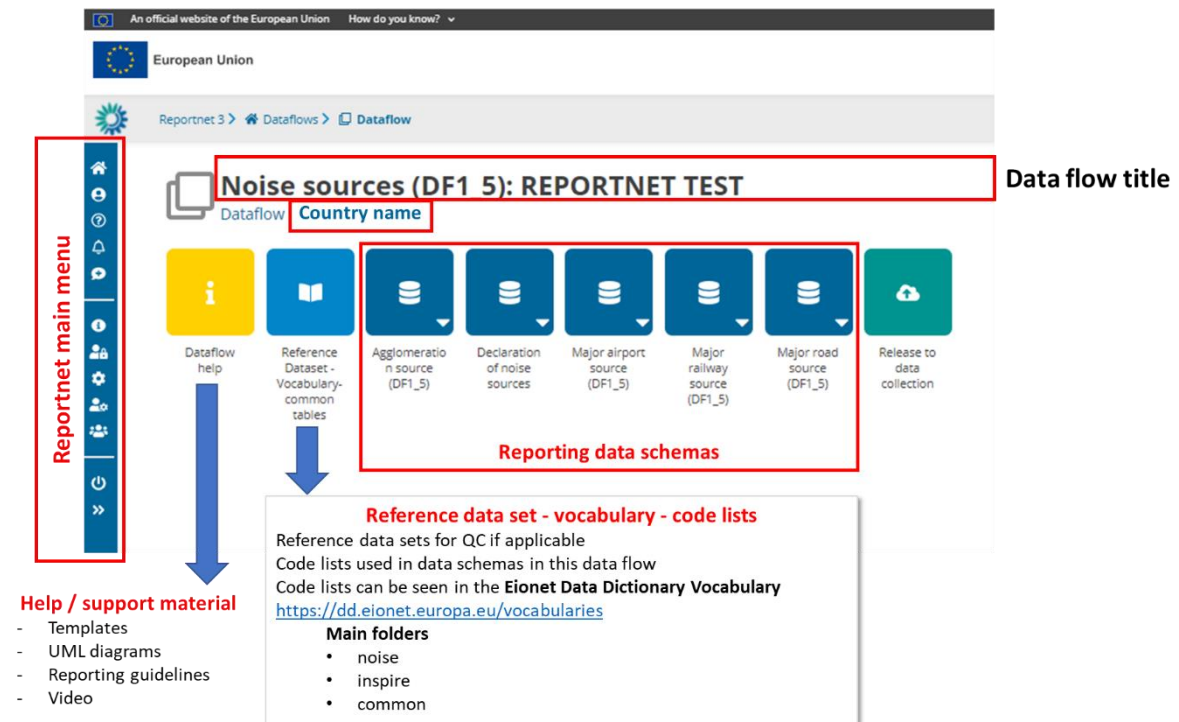 An official website of the European Union How do you know?
European Union
Reportnet 3 > Dataflows > Dataflow
Reportnet main menu
Noise sources (DF1_5): REPORTNET TEST
Data flow title
Dataflow Country name
Dataflow
help
Reference
Dataset -
Vocabulary-
common
tables
Agglomeratio
n source
(DF1_5)
Declaration
of noise
sources
Major airport
source
(DF1_5)
Major
railway
source
(DF1_5)
Major road
source
(DF1_5)
Release to
data
collection
Reporting data schemas
Reference data set - vocabulary - code lists
Reference data sets for QC if applicable
Code lists used in data schemas in this data flow
Code lists can be seen in the Eionet Data Dictionary Vocabulary
https://dd.eionet.europa.eu/vocabularies
Main folders
• noise
• inspire
• common
Help / support material
- Templates
- UML diagrams
- Reporting guidelines
- Video